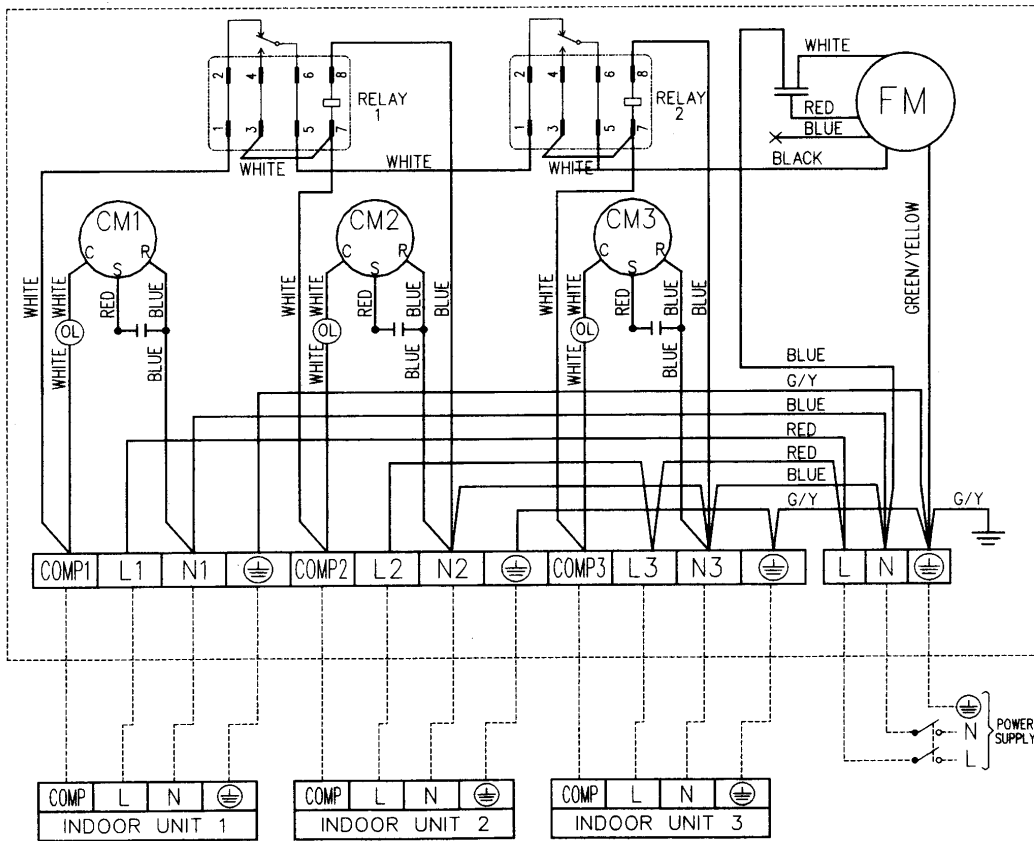 WHITE
2 4 6 8
RELAY
1
1 3 5 7
WHITE
WHITE
2 4 6 8
RELAY
2
1 3 5 7
WHITE
FM
RED
BLUE
BLACK
CM1
C S R
CM2
C S R
CM3
C S R
WHITE
WHITE
OL
WHITE
RED
BLUE
BLUE
WHITE
WHITE
OL
WHITE
RED
BLUE
BLUE
BLUE
WHITE
WHITE
OL
WHITE
RED
BLUE
BLUE
BLUE
GREEN/YELLOW
BLUE
G/Y
BLUE
RED
RED
BLUE
G/Y
G/Y
COMP1 L1 N1 COMP2 L2 N2 COMP3 L3 N3 L N
N
L
POWER
SUPPLY
COMP L N
INDOOR UNIT 1
COMP L N
INDOOR UNIT 2
COMP L N
INDOOR UNIT 3